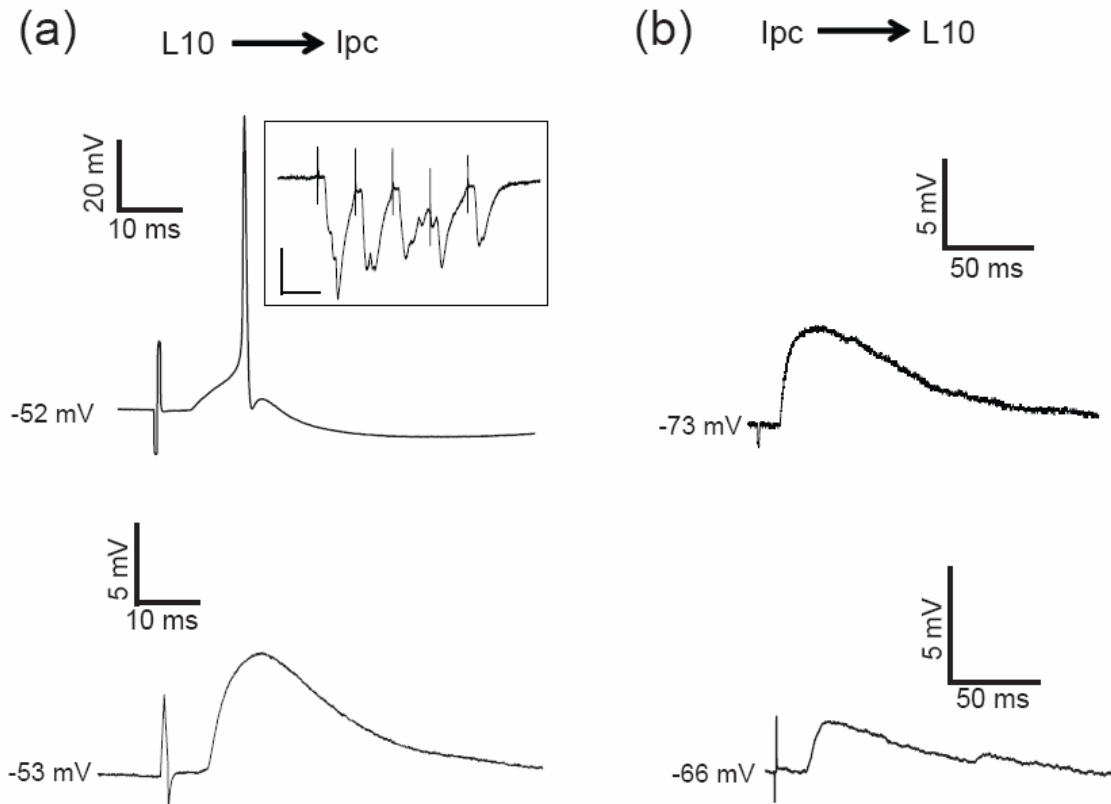 (a) L10 → Ipc
20 mV
10 ms
-52 mV
5 mV
10 ms
-53 mV
(b) Ipc → L10
5 mV
50 ms
-73 mV
5 mV
50 ms
-66 mV